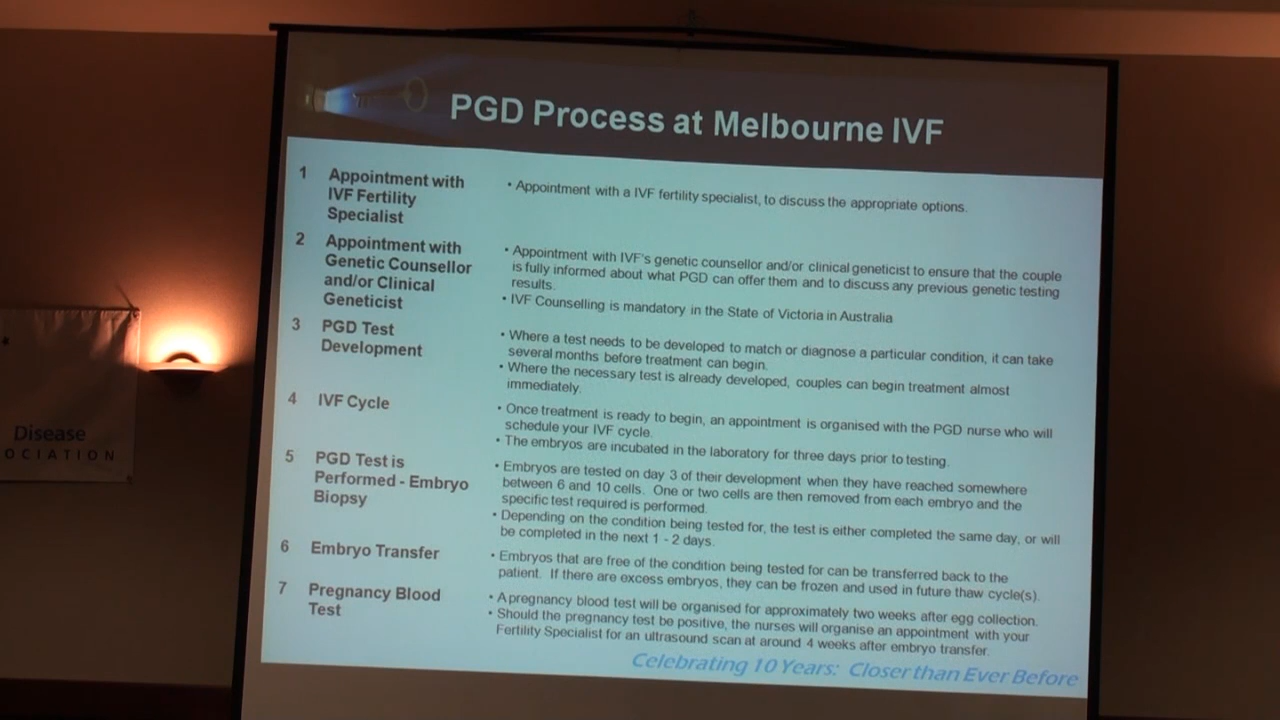 PGD Process at Melbourne IVF
1 Appointment with
IVF Fertility
Specialist
• Appointment with a IVF fertility specialist, to discuss the appropriate options.
2 Appointment with
Genetic Counsellor
and/or Clinical
Geneticist
• Appointment with IVF's genetic counsellor and/or clinical geneticist to ensure that the couple
is fully informed about what PGD can offer them and to discuss any previous genetic testing
results.
• IVF Counselling is mandatory in the State of Victoria in Australia
3 PGD Test
Development
• Where a test needs to be developed to match or diagnose a particular condition, it can take
several months before treatment can begin.
• Where the necessary test is already developed, couples can begin treatment almost
immediately.
4 IVF Cycle
• Once treatment is ready to begin, an appointment is organised with the PGD nurse who will
schedule your IVF cycle.
• The embryos are incubated in the laboratory for three days prior to testing.
5 PGD Test is
Performed - Embryo
Biopsy
• Embryos are tested on day 3 of their development when they have reached somewhere
between 6 and 10 cells. One or two cells are then removed from each embryo and the
specific test required is performed.
• Depending on the condition being tested for, the test is either completed the same day, or will
be completed in the next 1 - 2 days.
6 Embryo Transfer
• Embryos that are free of the condition being tested for can be transferred back to the
patient. If there are excess embryos, they can be frozen and used in future thaw cycle(s).
7 Pregnancy Blood
Test
• A pregnancy blood test will be organised for approximately two weeks after egg collection.
• Should the pregnancy test be positive, the nurses will organise an appointment with your
Fertility Specialist for an ultrasound scan at around 4 weeks after embryo transfer.
Celebrating 10 Years: Closer than Ever Before
Disease
OCIATION